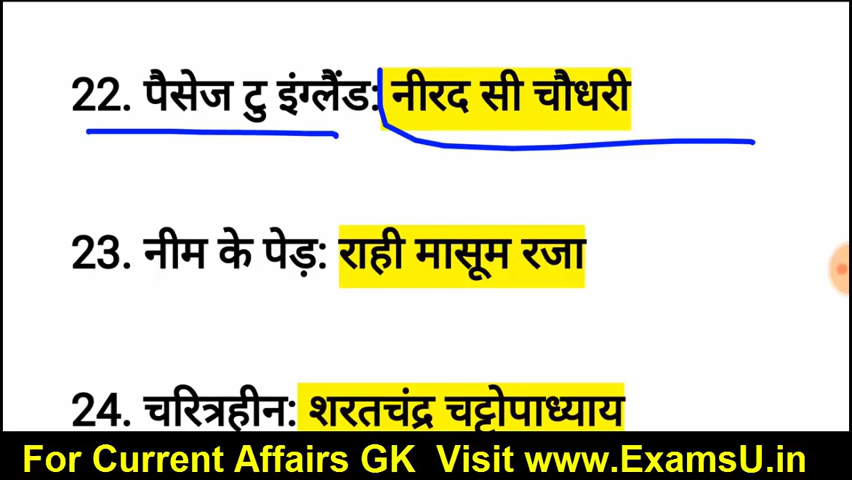 22. पैसेज टु इंग्लैंड: नीरद सी चौधरी
23. नीम के पेड़: राही मासूम रजा
24. चरित्रहीन: शरतचंद्र चट्टोपाध्याय
For Current Affairs GK Visit www.ExamsU.in